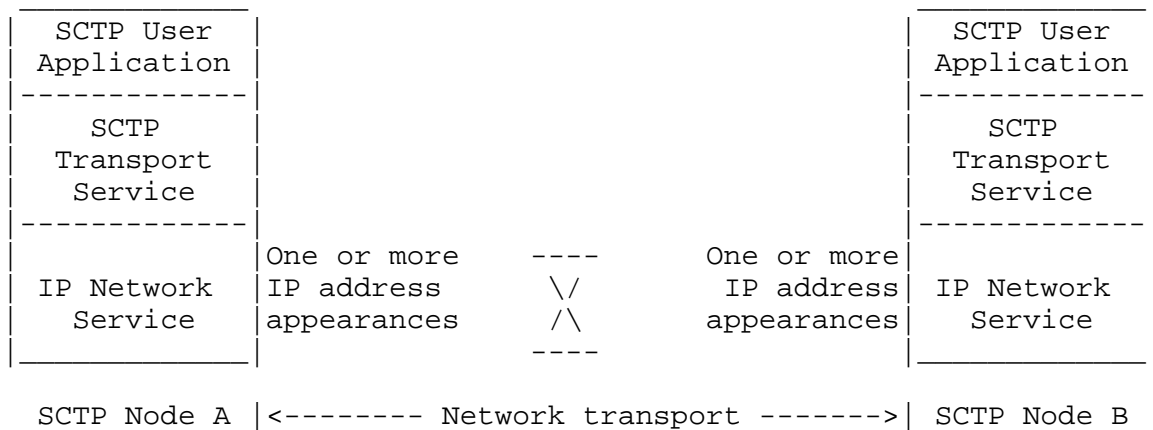 SCTP User SCTP User
Application Application
SCTP SCTP
Transport Transport
Service Service
One or more ---- One or more
IP Network IP address \/ IP address IP Network
Service appearances /\ appearances Service
----
SCTP Node A |<-------- Network transport ------->| SCTP Node B